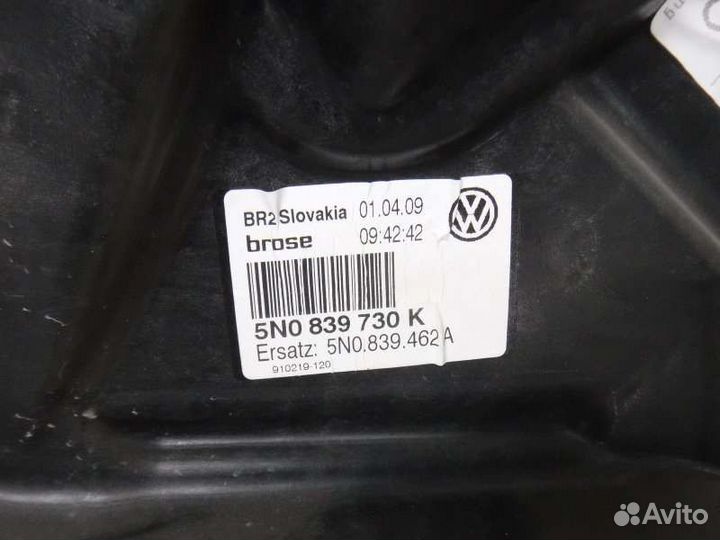 BR2 Slovakia 01.04.09
brose 09:42:42
5N0 839 730 K
Ersatz: 5N0.839.462 A
910219-120
Avito